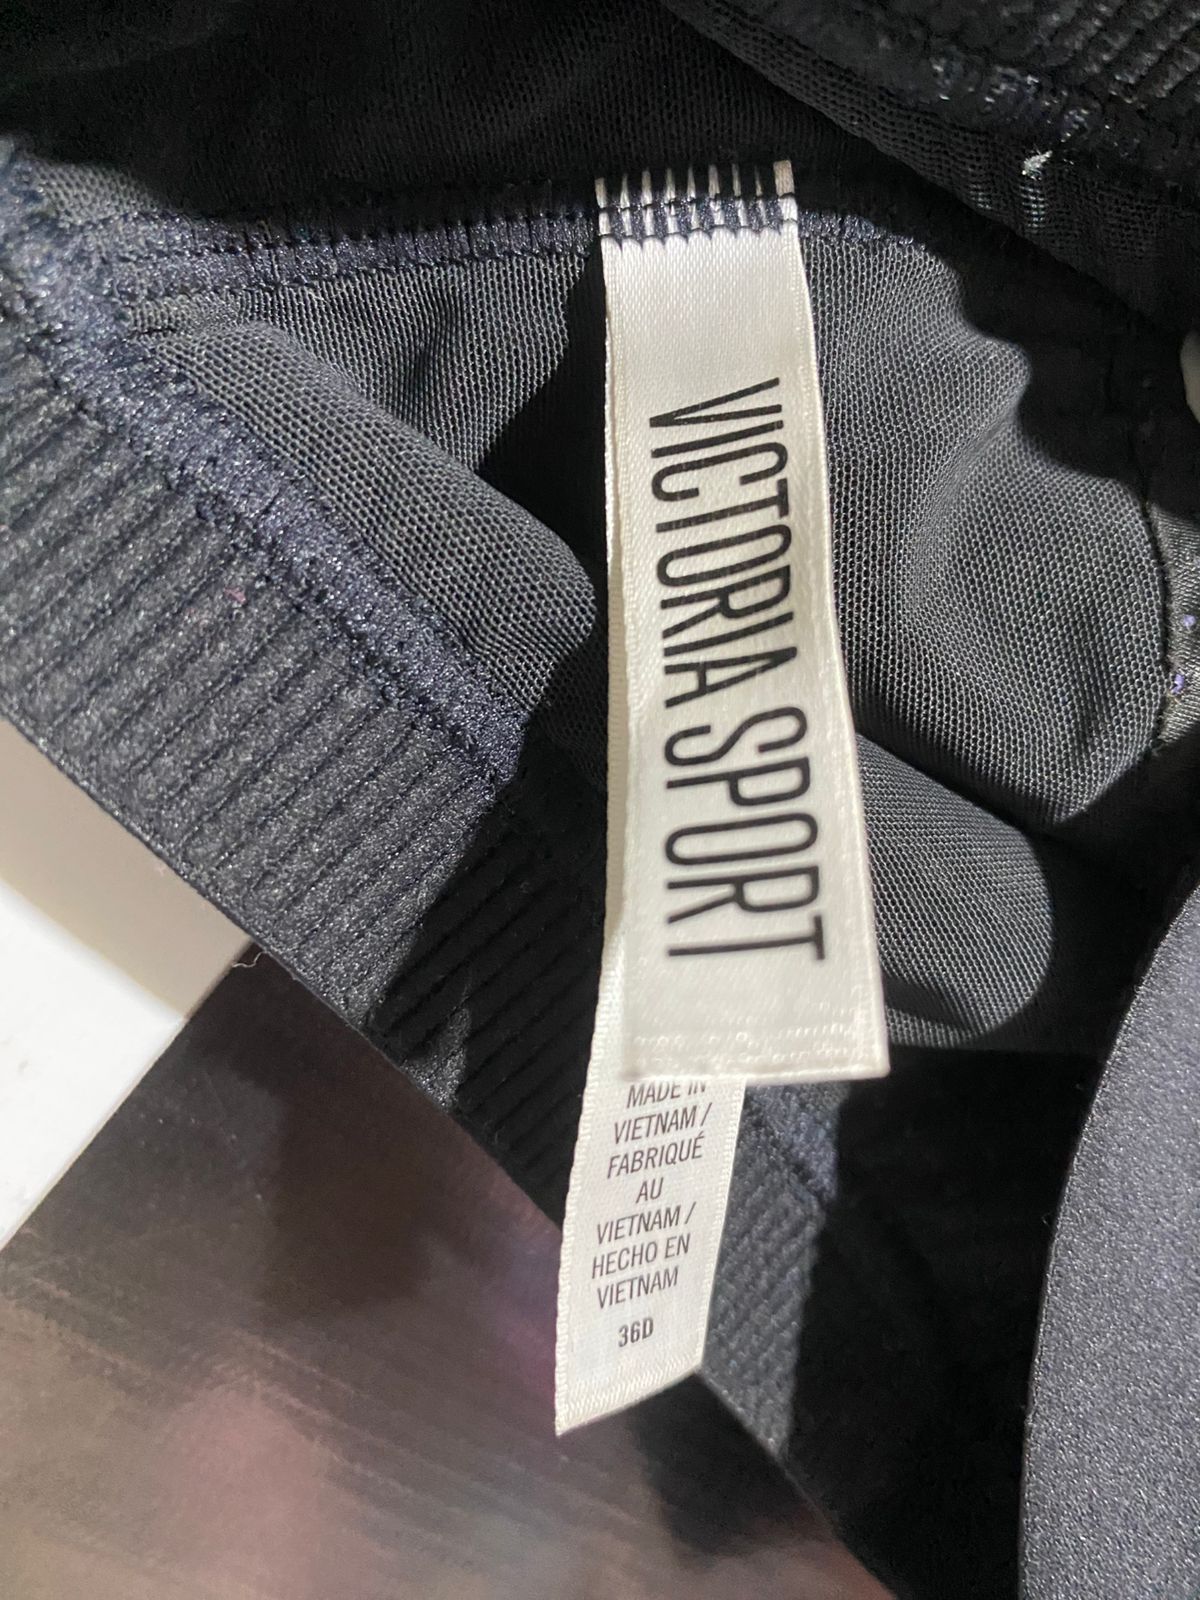 VICTORIA SPORT
MADE IN
VIETNAM /
FABRIQUÉ
AU
VIETNAM /
HECHO EN
VIETNAM
36D